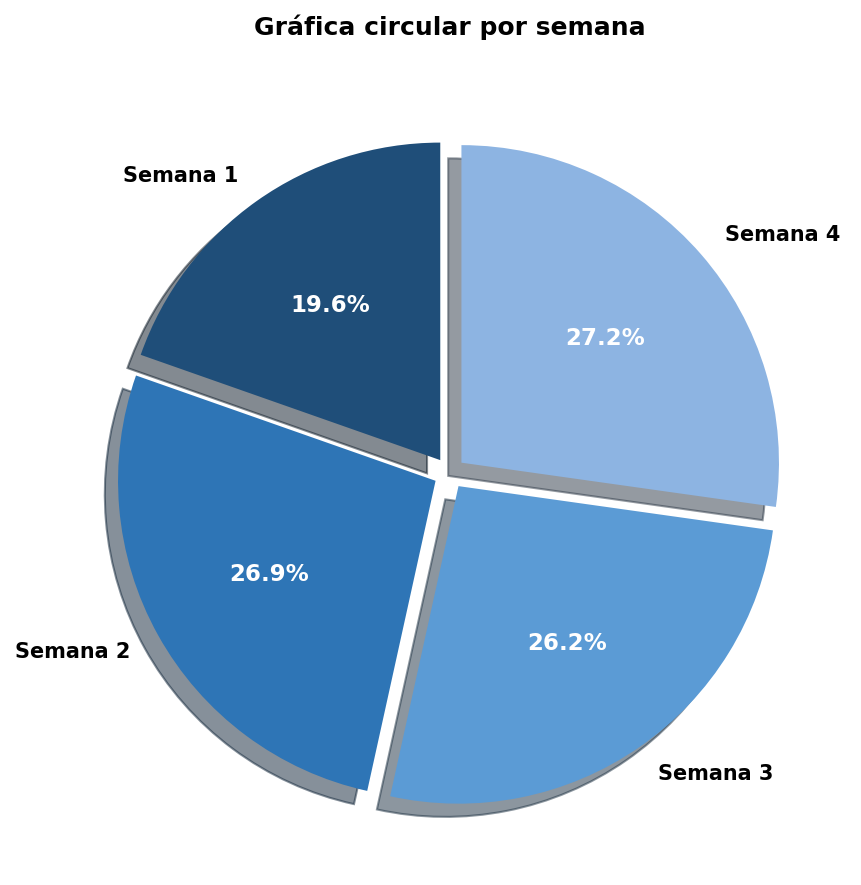 Gráfica circular por semana
Semana 1
Semana 4
19.6%
27.2%
26.9%
26.2%
Semana 2
Semana 3